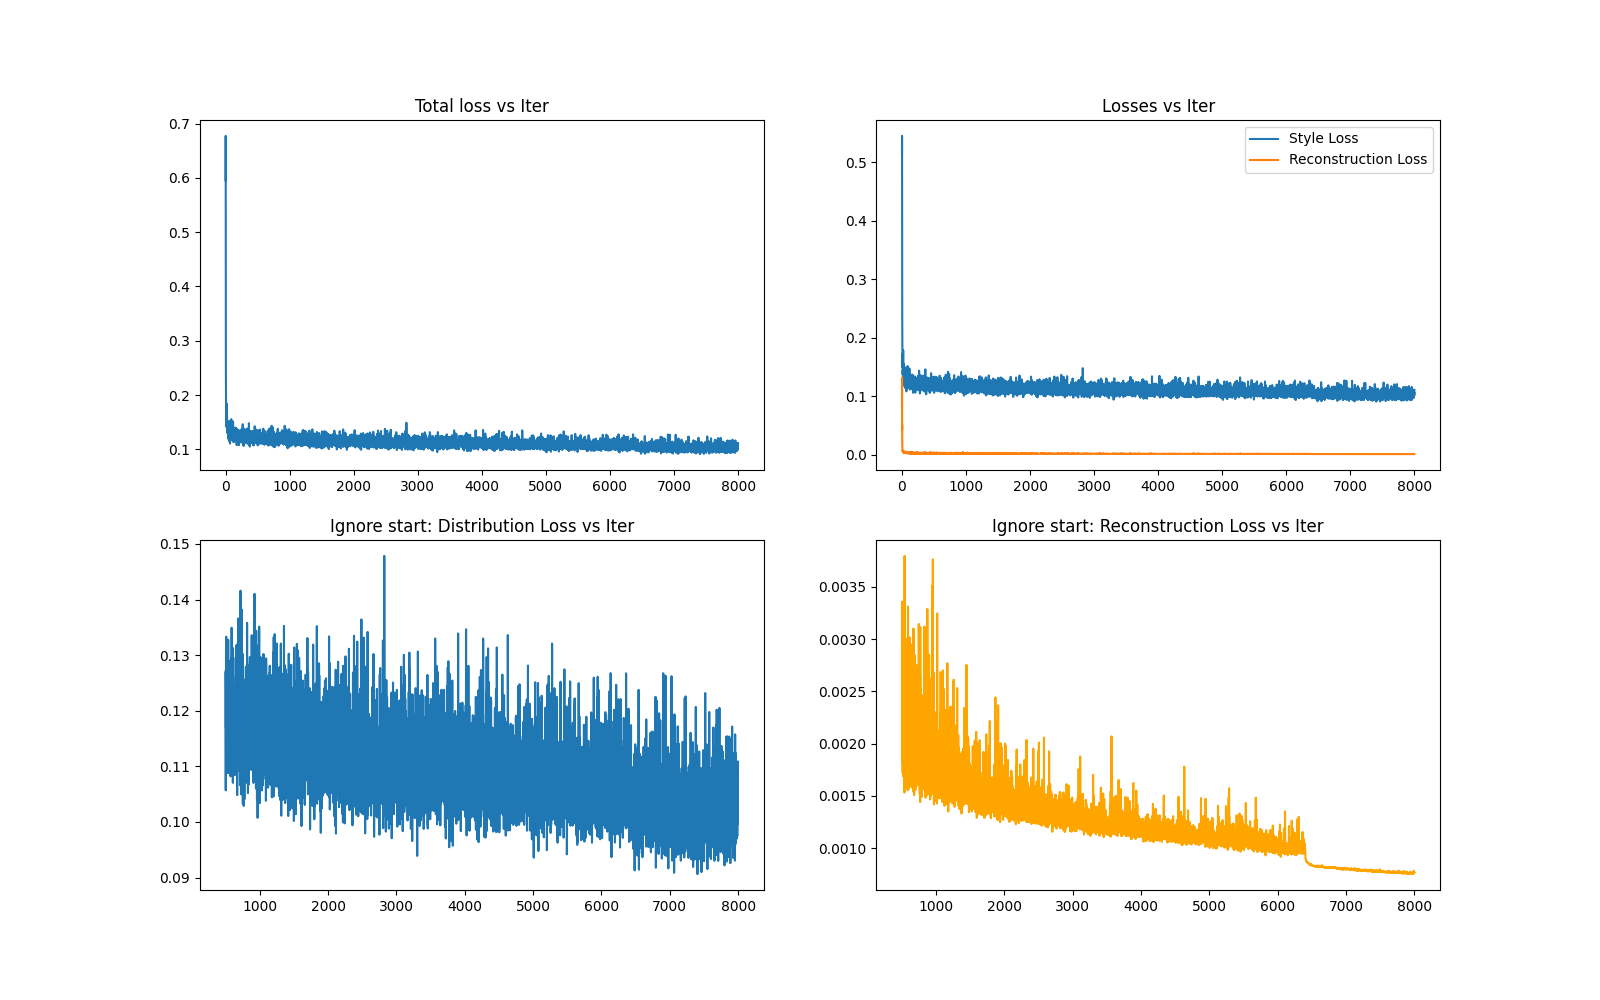 Total loss vs Iter
0.7
0.6
0.5
0.4
0.3
0.2
0.1
0 1000 2000 3000 4000 5000 6000 7000 8000
Losses vs Iter
Style Loss
Reconstruction Loss
0.5
0.4
0.3
0.2
0.1
0.0
0 1000 2000 3000 4000 5000 6000 7000 8000
Ignore start: Distribution Loss vs Iter
0.15
0.14
0.13
0.12
0.11
0.10
0.09
1000 2000 3000 4000 5000 6000 7000 8000
Ignore start: Reconstruction Loss vs Iter
0.0035
0.0030
0.0025
0.0020
0.0015
0.0010
1000 2000 3000 4000 5000 6000 7000 8000